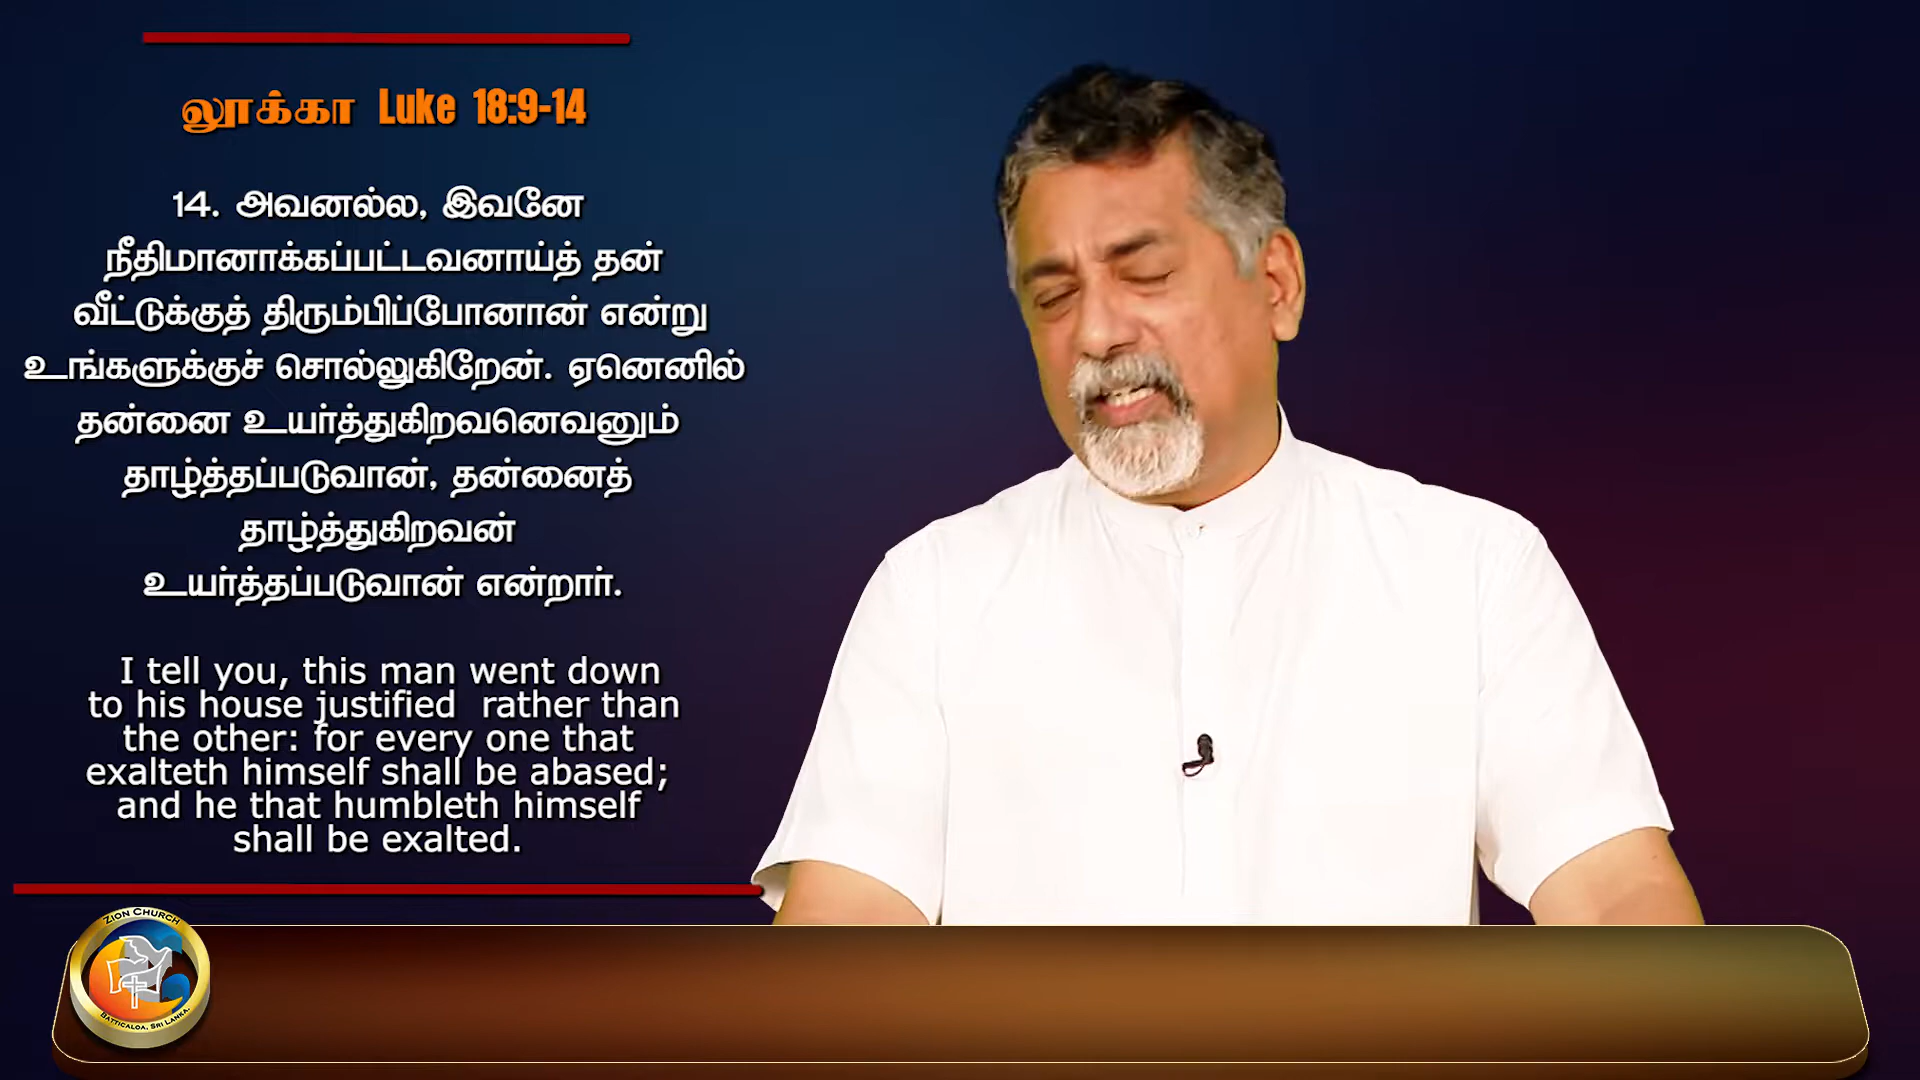 லூக்கா Luke 18:9-14
14. அவனல்ல, இவனே
நீதிமானாக்கப்பட்டவனாய்த் தன்
வீட்டுக்குத் திரும்பிப்போனான் என்று
உங்களுக்குச் சொல்லுகிறேன். ஏனெனில்
தன்னை உயர்த்துகிறவனெவனும்
தாழ்த்தப்படுவான், தன்னைத்
தாழ்த்துகிறவன்
உயர்த்தப்படுவான் என்றார்.
I tell you, this man went down
to his house justified rather than
the other: for every one that
exalteth himself shall be abased;
and he that humbleth himself
shall be exalted.
ZION CHURCH
BATTICALOA, SRI LANKA.